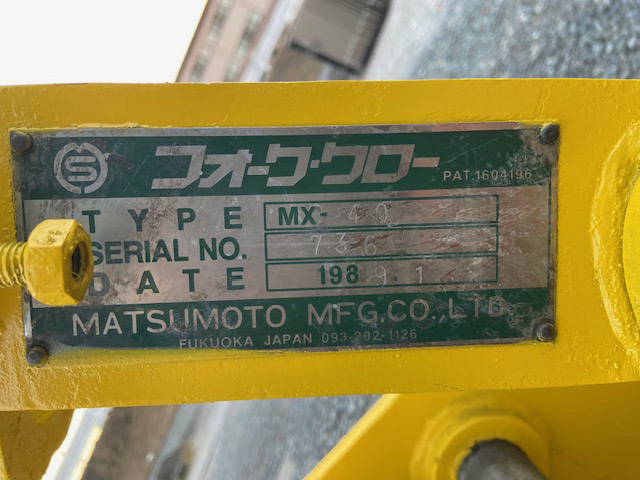 フォーク・クロー
PAT.1604196
TYPE MX-40
SERIAL NO. 736
DATE 1989.1
MATSUMOTO MFG.CO.,LTD
FUKUOKA JAPAN 093-202-1126